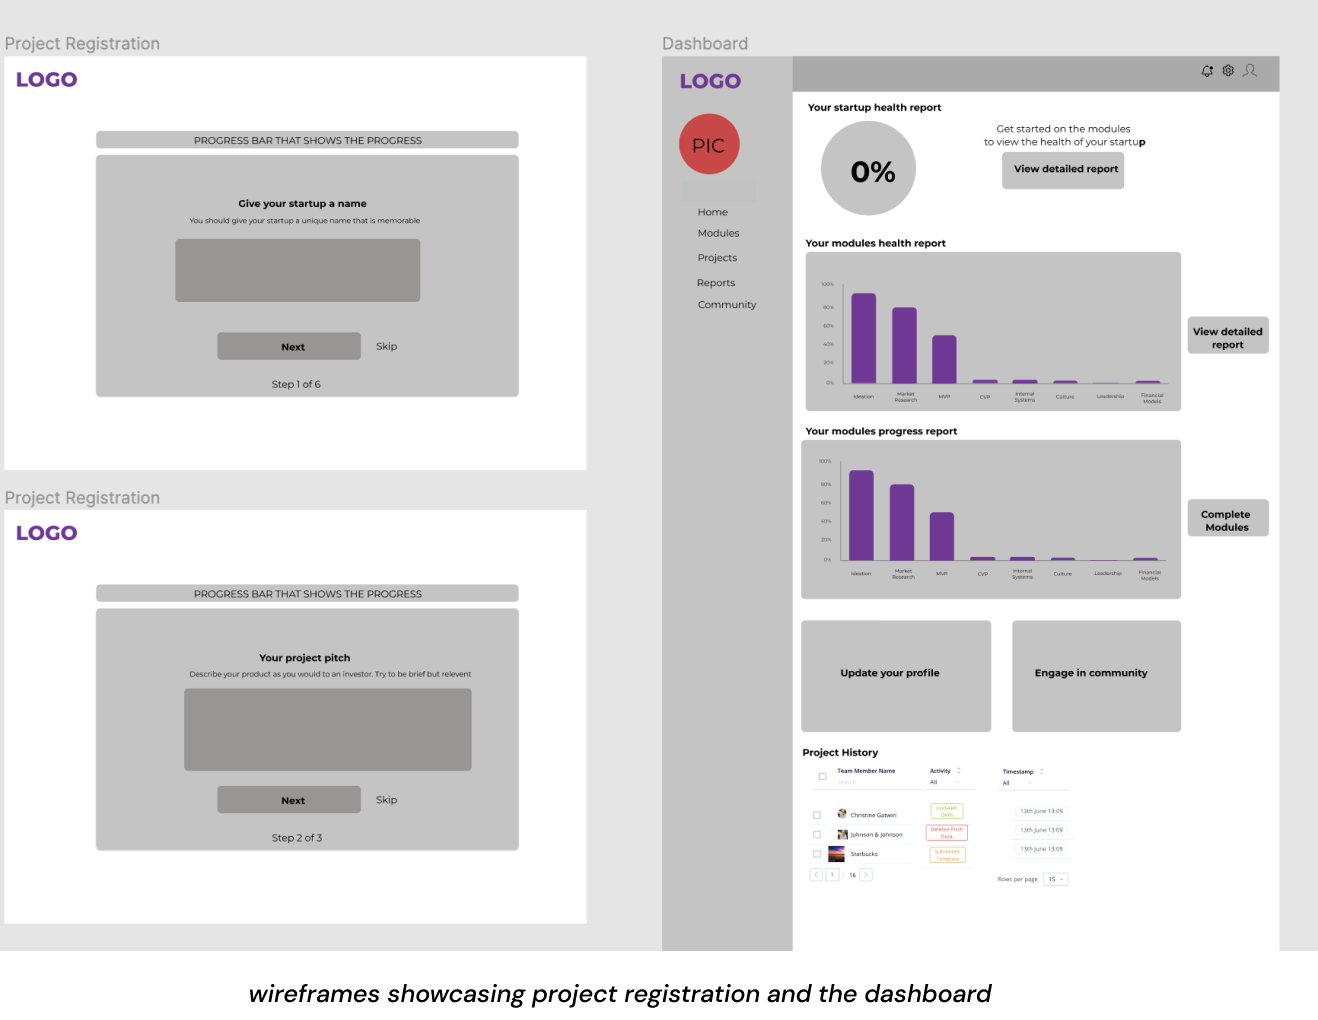 Project Registration
LOGO
PROGRESS BAR THAT SHOWS THE PROGRESS
Give your startup a name
You should give your startup a unique name that is memorable
Next
Skip
Step 1 of 6
Project Registration
LOGO
PROGRESS BAR THAT SHOWS THE PROGRESS
Your project pitch
Describe your product as you would to an investor. Try to be brief but relevent
Next
Skip
Step 2 of 3
Dashboard
LOGO
PIC
Home
Modules
Projects
Reports
Community
Your startup health report
0%
Get started on the modules
to view the health of your startup
View detailed report
Your modules health report
100%
80%
60%
40%
20%
0%
Ideation
Market
Research
MVP
CVP
Internal
Systems
Culture
Leadership
Financial
Models
View detailed
report
Your modules progress report
100%
80%
60%
40%
20%
0%
Ideation
Market
Research
MVP
CVP
Internal
Systems
Culture
Leadership
Financial
Models
Complete
Modules
Update your profile
Engage in community
Project History
Team Member Name
Search
Activity
All
Timestamp
All
Christine Gatwiri
Updated
OKRs
13th June 13:09
Johnson & Johnson
Deleted Pitch
Deck
13th June 13:09
Starbucks
Submitted
Template
13th June 13:09
1 / 16
Rows per page 15
wireframes showcasing project registration and the dashboard